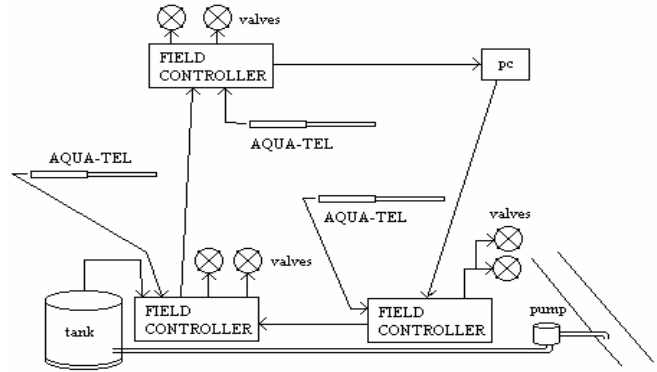 valves
FIELD
CONTROLLER
pc
AQUA-TEL
AQUA-TEL
AQUA-TEL
valves
valves
tank
FIELD
CONTROLLER
FIELD
CONTROLLER
pump